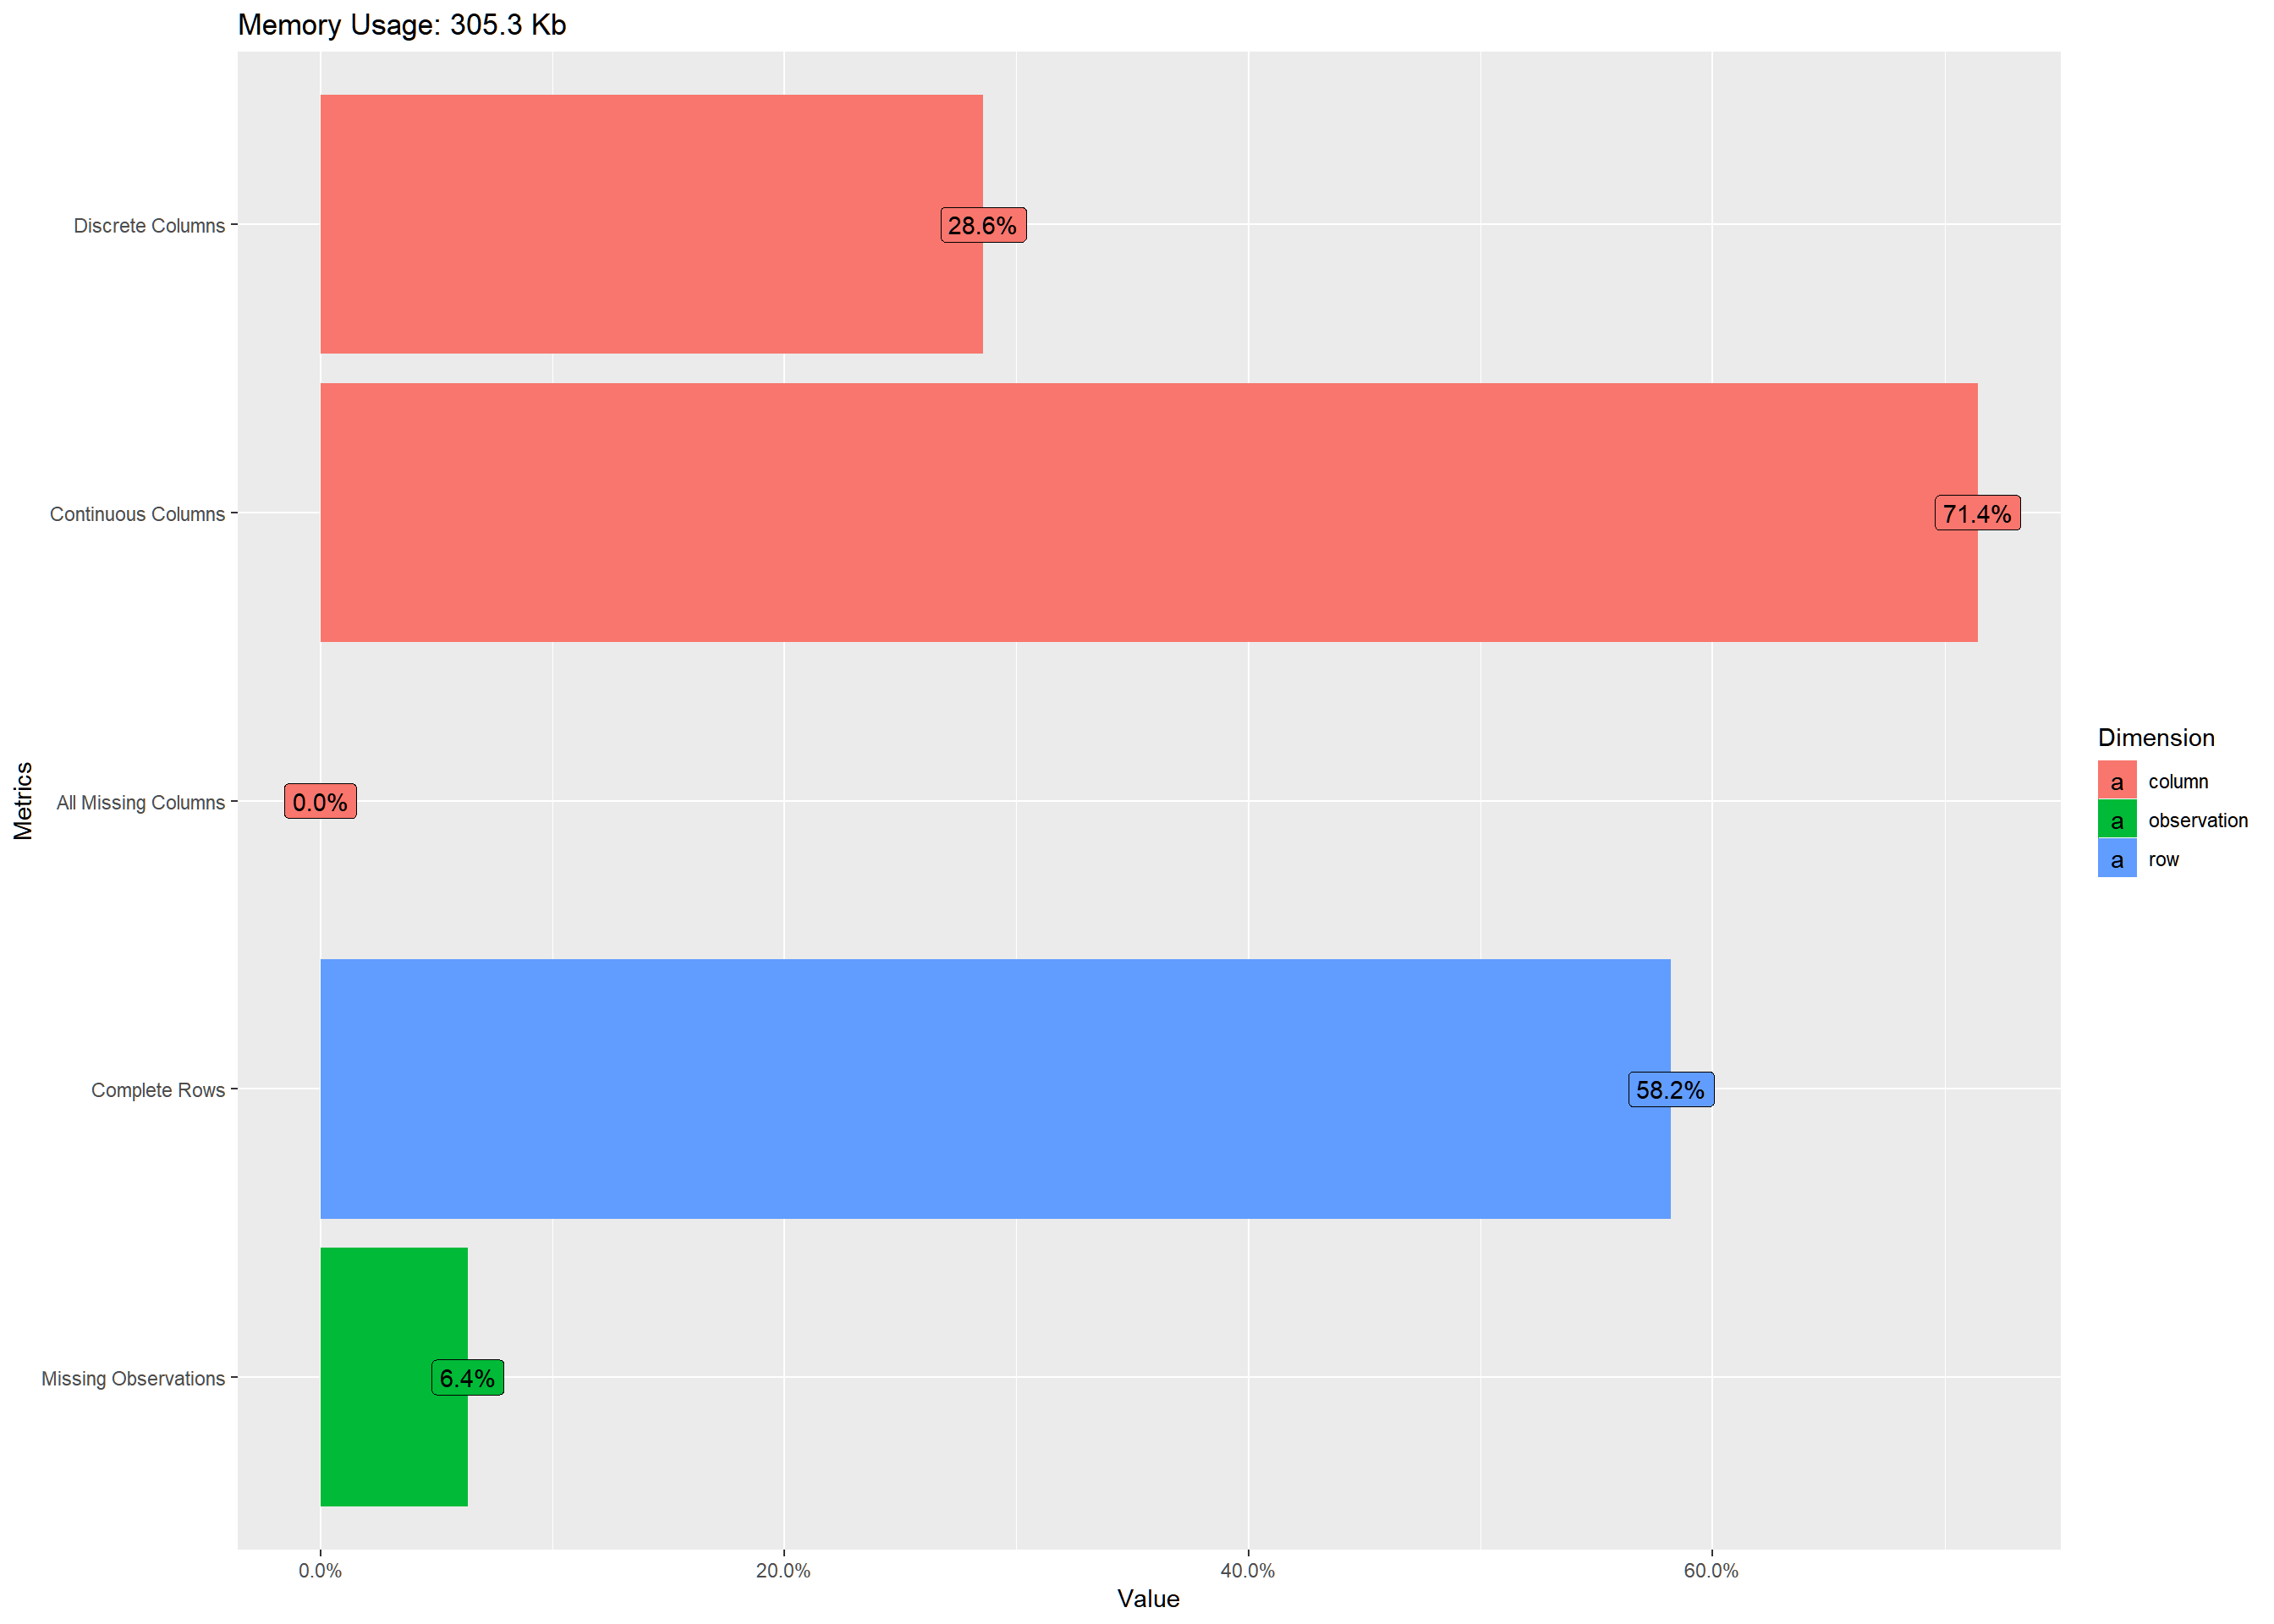 Memory Usage: 305.3 Kb
Discrete Columns
28.6%
Continuous Columns
71.4%
All Missing Columns
0.0%
Complete Rows
58.2%
Missing Observations
6.4%
Metrics
0.0%
20.0%
40.0%
60.0%
Value
Dimension
a column
a observation
a row